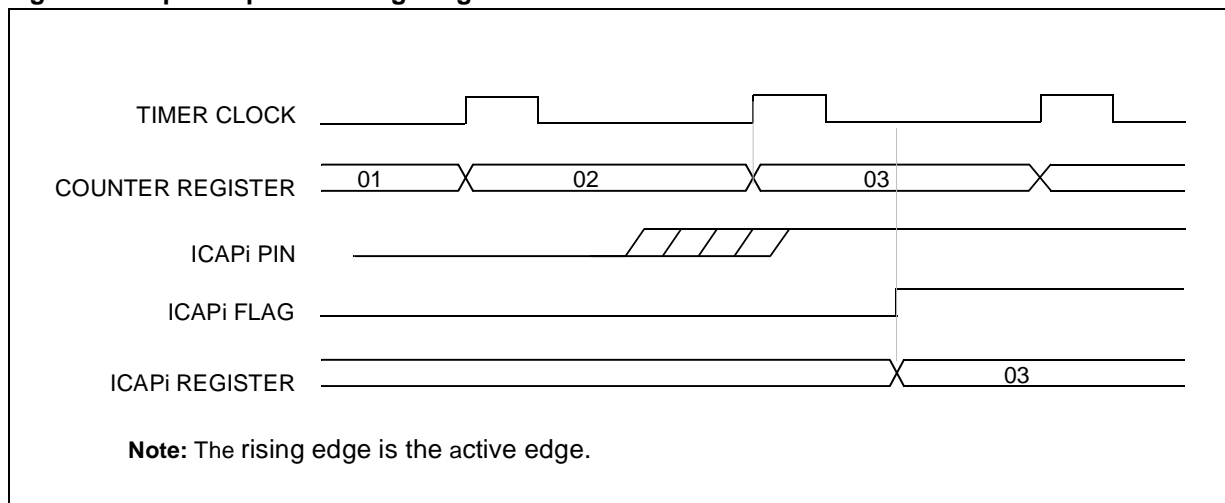 TIMER CLOCK
COUNTER REGISTER
01
02
03
ICAPi PIN
ICAPi FLAG
ICAPi REGISTER
03
Note: The rising edge is the active edge.